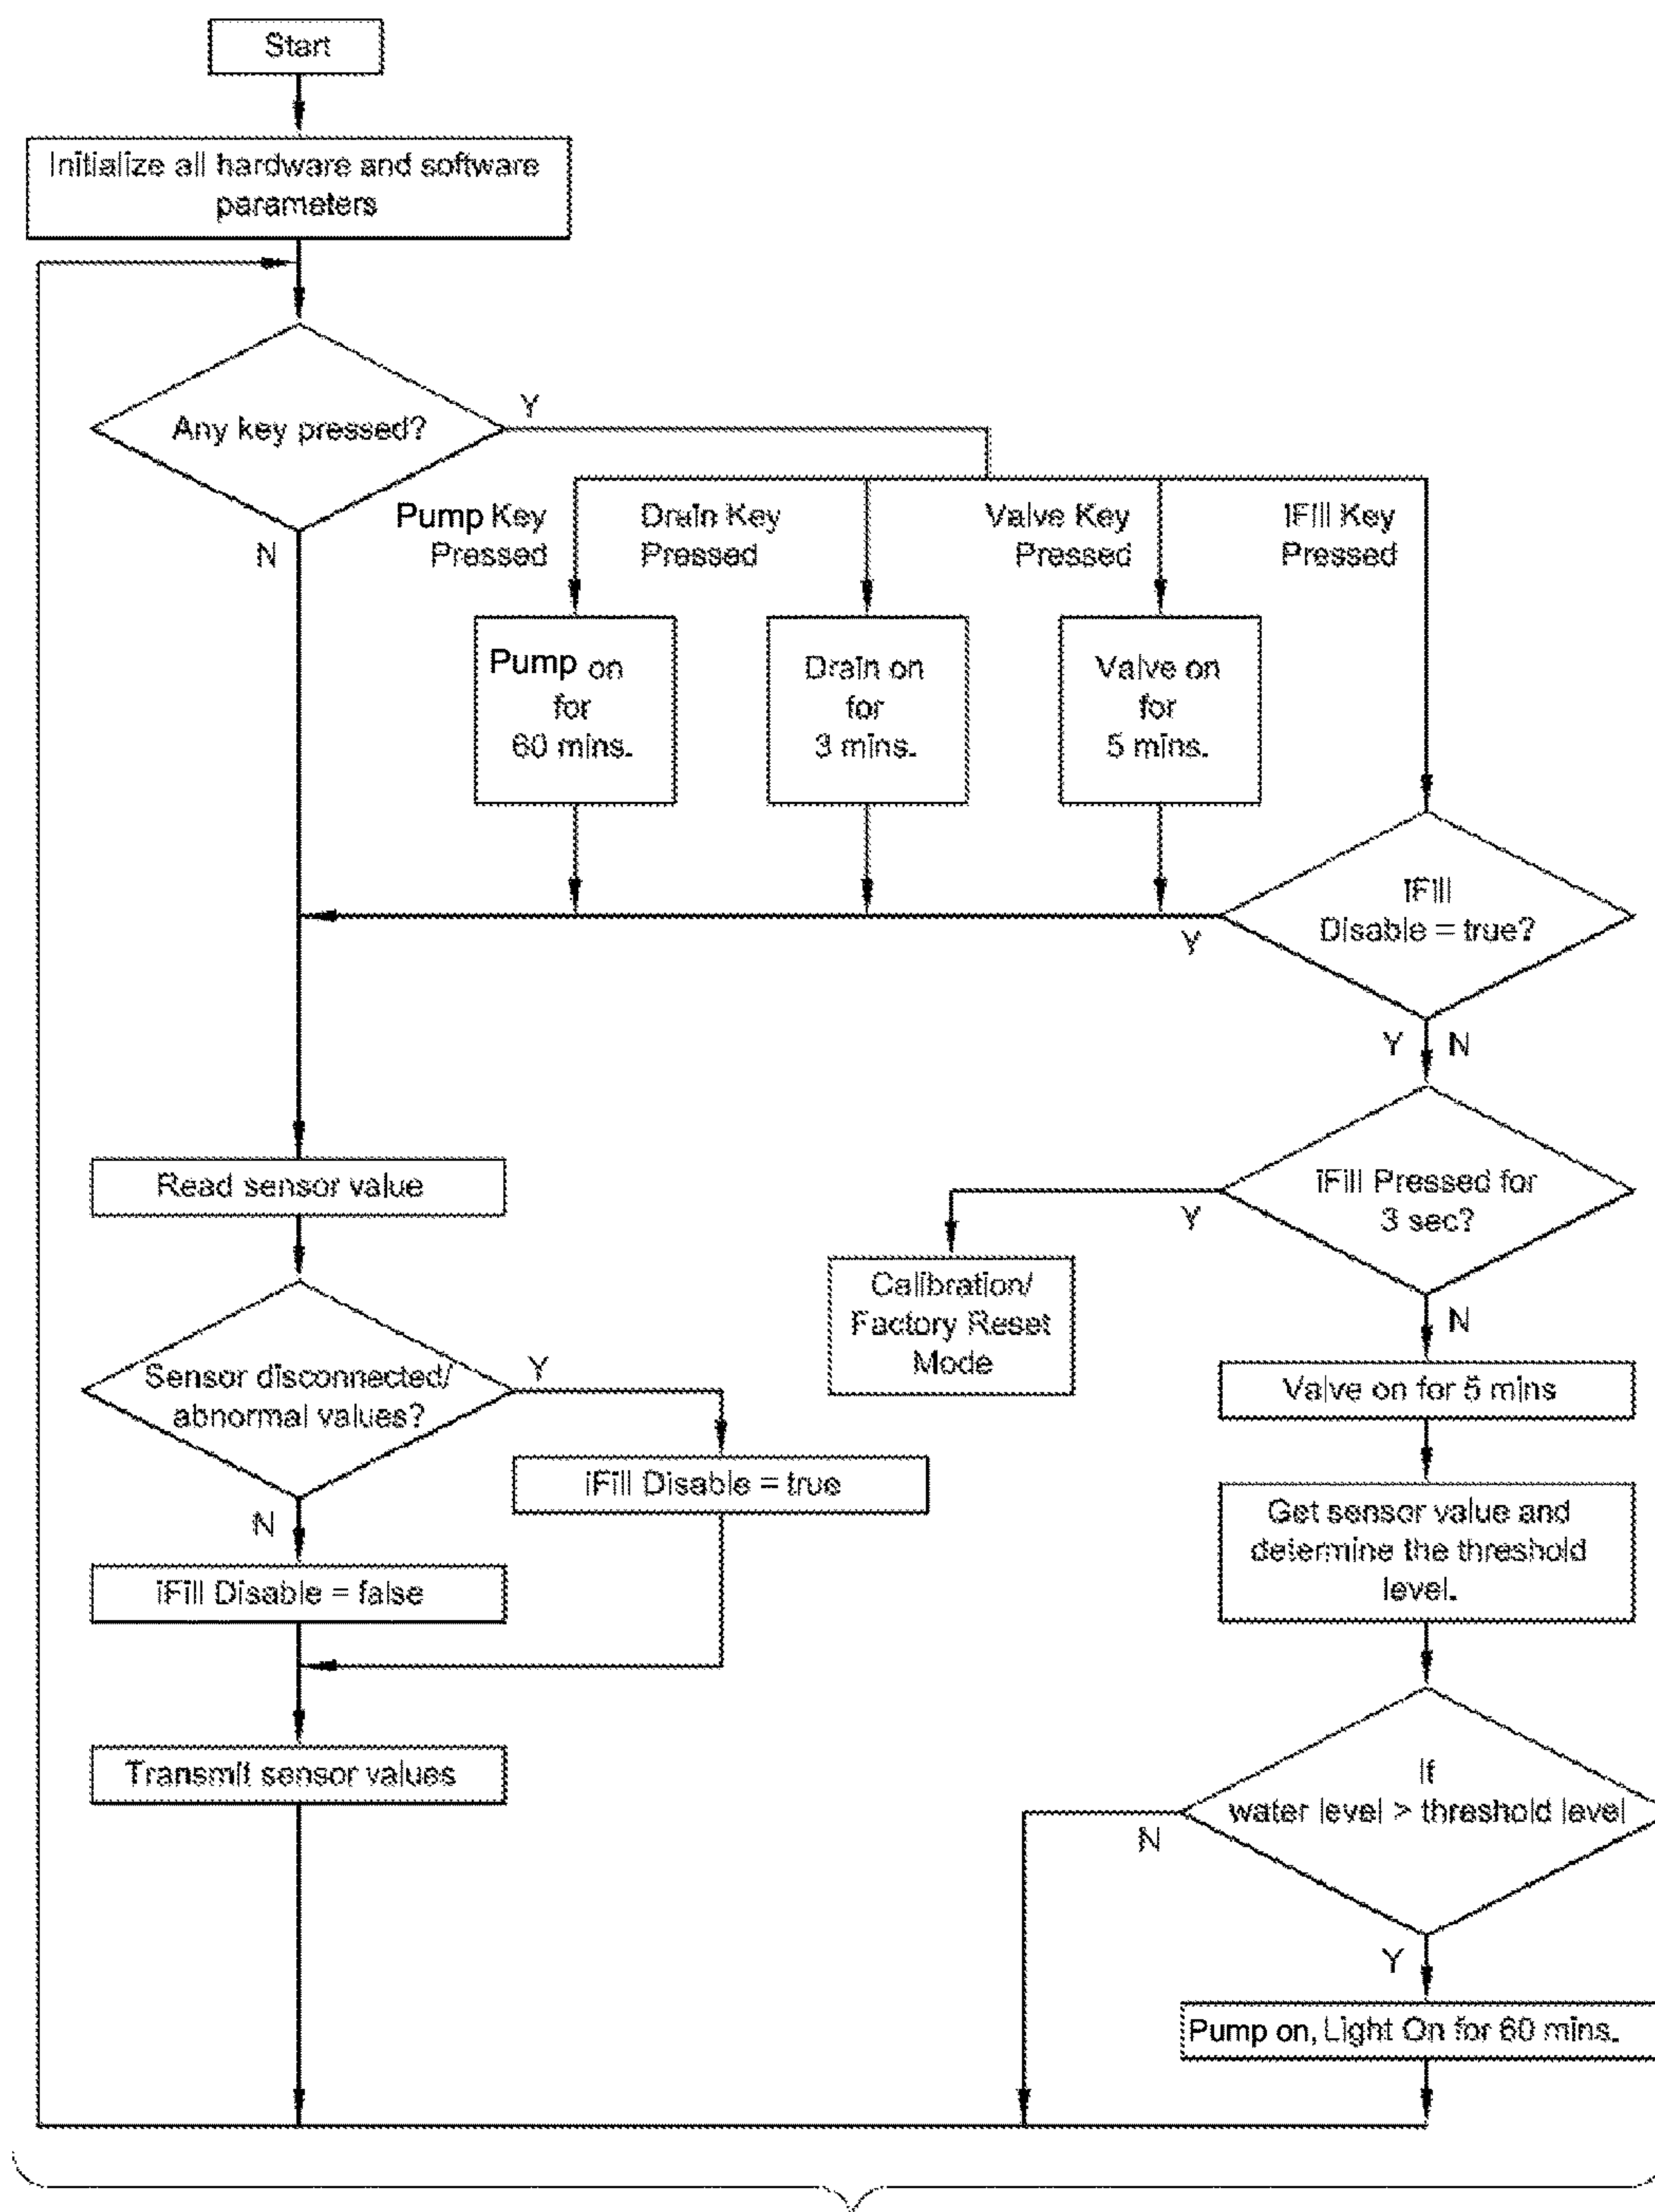 Start
Initialize all hardware and software
parameters
Any key pressed?
Y
N
Pump Key
Pressed
Drain Key
Pressed
Valve Key
Pressed
iFill Key
Pressed
Pump on
for
60 mins.
Drain on
for
3 mins.
Valve on
for
5 mins.
iFill
Disable = true?
Y
Y
N
Read sensor value
iFill Pressed for
3 sec?
Y
N
Calibration/
Factory Reset
Mode
Sensor disconnected/
abnormal values?
Y
N
Valve on for 5 mins
iFill Disable = true
Get sensor value and
determine the threshold
level.
iFill Disable = false
Transmit sensor values
If
water level > threshold level
N
Y
Pump on, Light On for 60 mins.